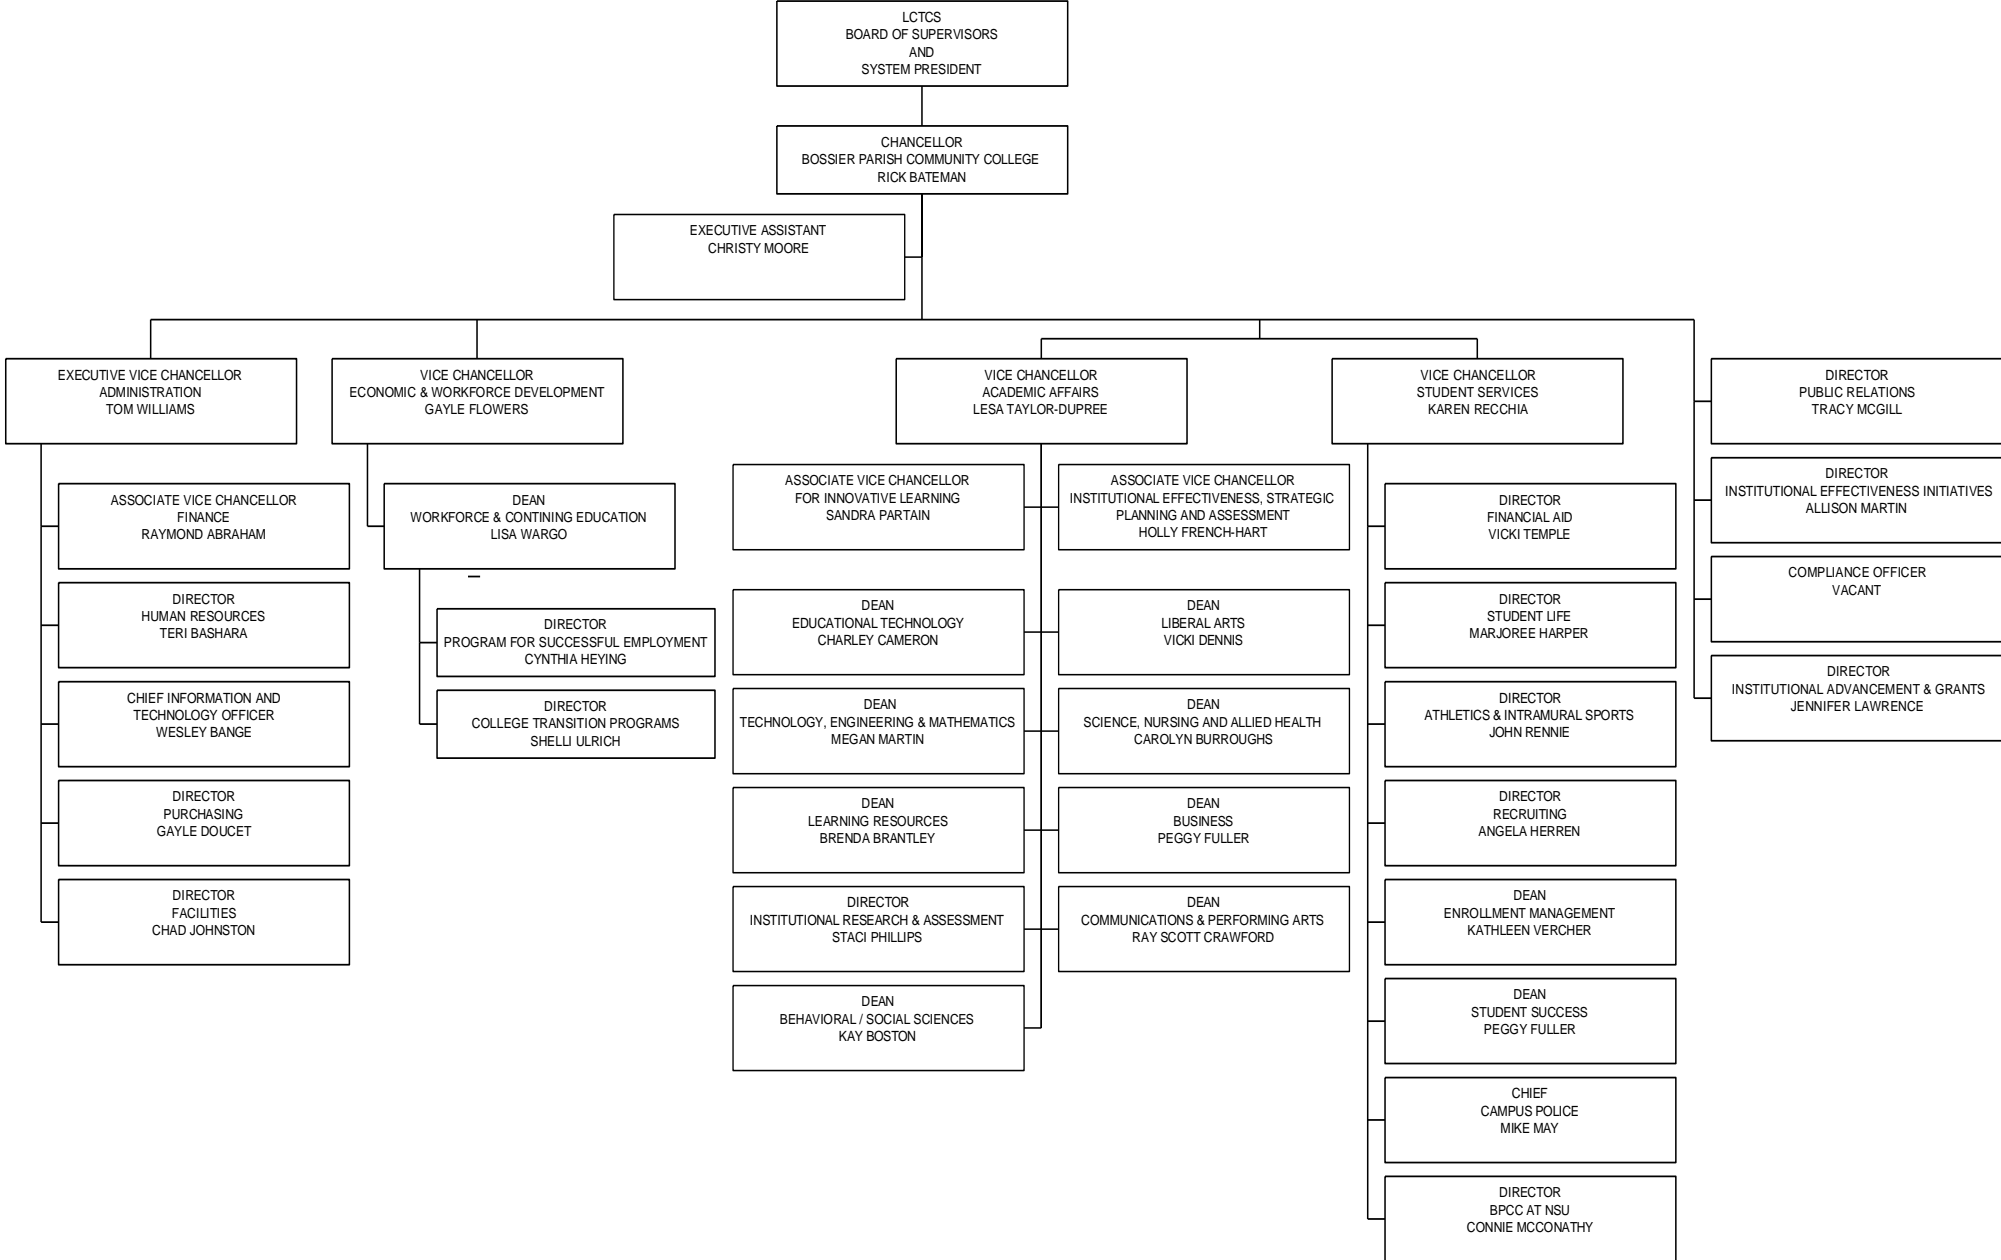 LCTCS
BOARD OF SUPERVISORS
AND
SYSTEM PRESIDENT
CHANCELLOR
BOSSIER PARISH COMMUNITY COLLEGE
RICK BATEMAN
EXECUTIVE ASSISTANT
CHRISTY MOORE
EXECUTIVE VICE CHANCELLOR
ADMINISTRATION
TOM WILLIAMS
ASSOCIATE VICE CHANCELLOR
FINANCE
RAYMOND ABRAHAM
DIRECTOR
HUMAN RESOURCES
TERI BASHARA
CHIEF INFORMATION AND
TECHNOLOGY OFFICER
WESLEY BANGE
DIRECTOR
PURCHASING
GAYLE DOUCET
DIRECTOR
FACILITIES
CHAD JOHNSTON
VICE CHANCELLOR
ECONOMIC & WORKFORCE DEVELOPMENT
GAYLE FLOWERS
DEAN
WORKFORCE & CONTINING EDUCATION
LISA WARGO
DIRECTOR
PROGRAM FOR SUCCESSFUL EMPLOYMENT
CYNTHIA HEYING
DIRECTOR
COLLEGE TRANSITION PROGRAMS
SHELLI ULRICH
VICE CHANCELLOR
ACADEMIC AFFAIRS
LESA TAYLOR-DUPREE
ASSOCIATE VICE CHANCELLOR
FOR INNOVATIVE LEARNING
SANDRA PARTAIN
ASSOCIATE VICE CHANCELLOR
INSTITUTIONAL EFFECTIVENESS, STRATEGIC
PLANNING AND ASSESSMENT
HOLLY FRENCH-HART
DEAN
EDUCATIONAL TECHNOLOGY
CHARLEY CAMERON
DEAN
LIBERAL ARTS
VICKI DENNIS
DEAN
TECHNOLOGY, ENGINEERING & MATHEMATICS
MEGAN MARTIN
DEAN
SCIENCE, NURSING AND ALLIED HEALTH
CAROLYN BURROUGHS
DEAN
LEARNING RESOURCES
BRENDA BRANTLEY
DEAN
BUSINESS
PEGGY FULLER
DIRECTOR
INSTITUTIONAL RESEARCH & ASSESSMENT
STACI PHILLIPS
DEAN
COMMUNICATIONS & PERFORMING ARTS
RAY SCOTT CRAWFORD
DEAN
BEHAVIORAL / SOCIAL SCIENCES
KAY BOSTON
VICE CHANCELLOR
STUDENT SERVICES
KAREN RECCHIA
DIRECTOR
FINANCIAL AID
VICKI TEMPLE
DIRECTOR
STUDENT LIFE
MARJOREE HARPER
DIRECTOR
ATHLETICS & INTRAMURAL SPORTS
JOHN RENNIE
DIRECTOR
RECRUITING
ANGELA HERREN
DEAN
ENROLLMENT MANAGEMENT
KATHLEEN VERCHER
DEAN
STUDENT SUCCESS
PEGGY FULLER
CHIEF
CAMPUS POLICE
MIKE MAY
DIRECTOR
BPCC AT NSU
CONNIE MCCONATHY
DIRECTOR
PUBLIC RELATIONS
TRACY MCGILL
DIRECTOR
INSTITUTIONAL EFFECTIVENESS INITIATIVES
ALLISON MARTIN
COMPLIANCE OFFICER
VACANT
DIRECTOR
INSTITUTIONAL ADVANCEMENT & GRANTS
JENNIFER LAWRENCE